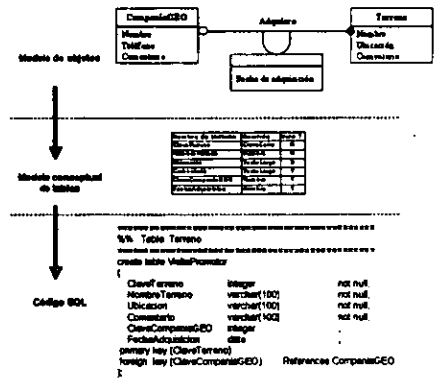 CompaniaGEO
Adquiere
Terreno
Nombre
Teléfono
Comentario
Nombre
Ubicación
Comentario
Modelo de objetos
Fecha de adquisición
Modelo conceptual
de tablas
%% Table Terreno
create table VisitaPromotor
(
ClaveTerreno integer not null,
NombreTerreno varchar(100) not null,
Ubicacion varchar(100) not null,
Comentario varchar(100) not null,
ClaveCompaniaGEO integer ,
FechaAdquisicion date ,
primary key (ClaveTerreno)
foreign key (ClaveCompaniaGEO) References CompaniaGEO
);
Código SQL